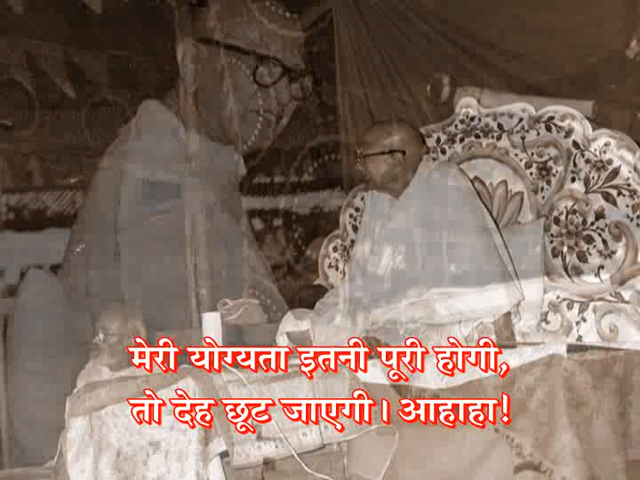 मेरी योग्यता इतनी पूरी होगी,
तो देह छूट जाएगी। आहाहा!